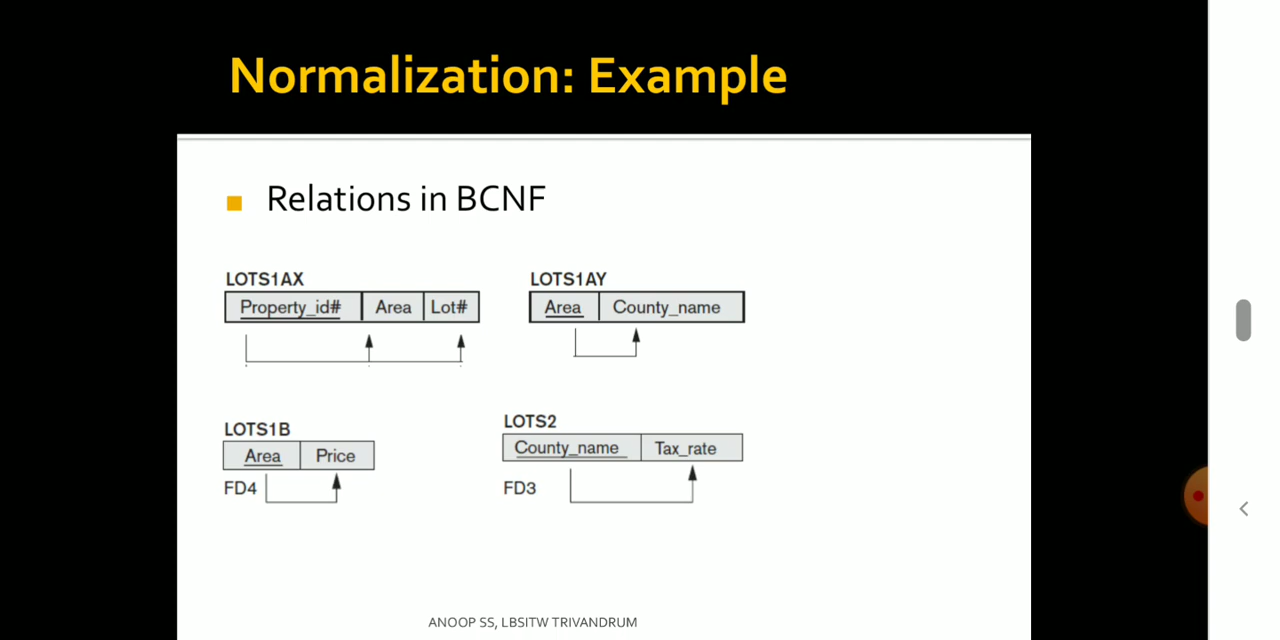 Normalization: Example
Relations in BCNF
LOTS1AX
Property_id# Area Lot#
LOTS1AY
Area County_name
LOTS1B
Area Price
FD4
LOTS2
County_name Tax_rate
FD3
ANOOP SS, LBSITW TRIVANDRUM